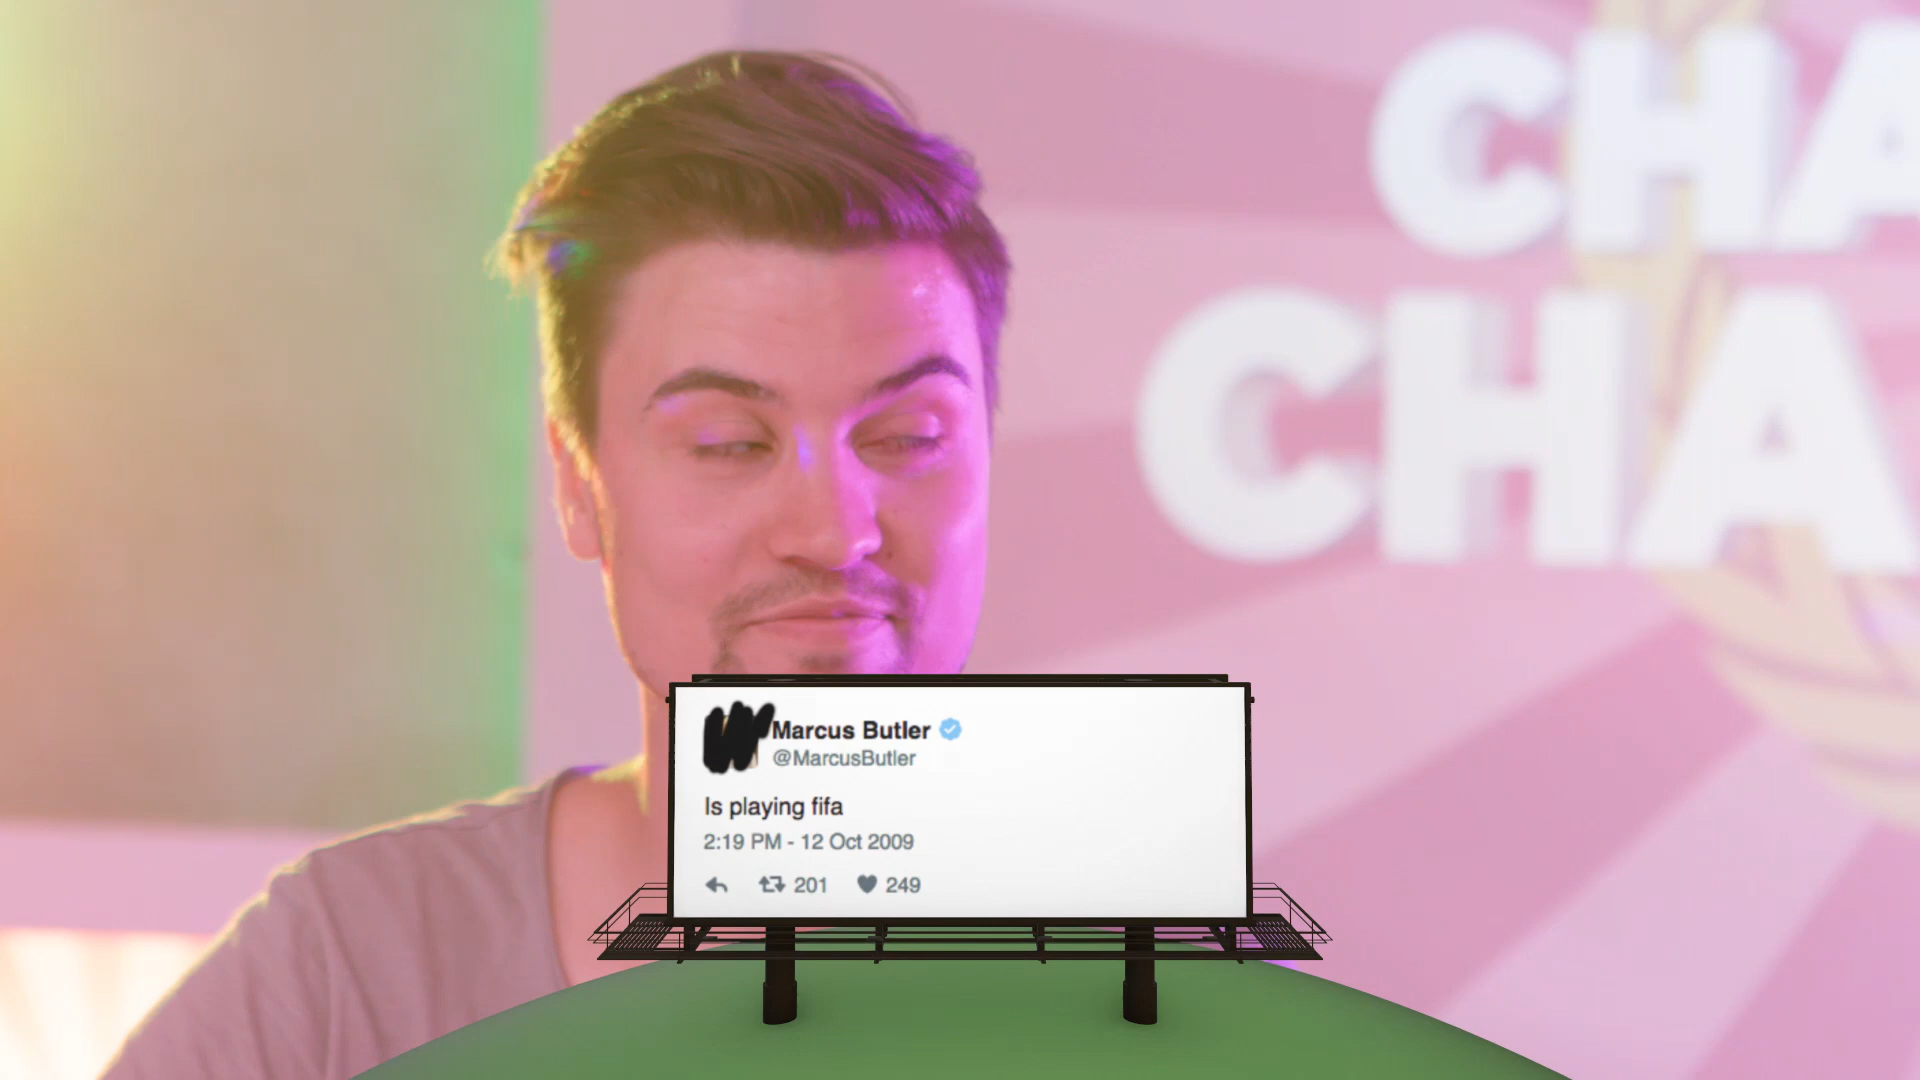 CHA
CHA
Marcus Butler
@MarcusButler
Is playing fifa
2:19 PM - 12 Oct 2009
201 249